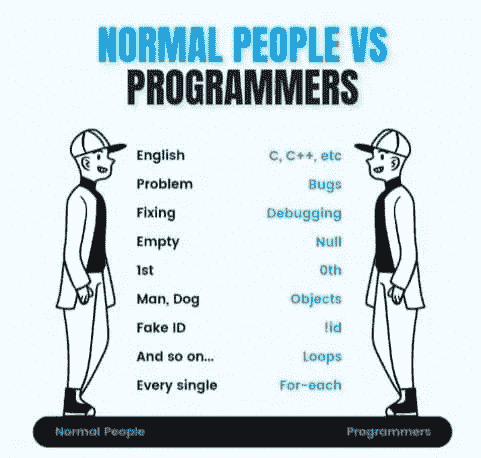 NORMAL PEOPLE VS
PROGRAMMERS
English C, C++, etc
Problem Bugs
Fixing Debugging
Empty Null
1st 0th
Man, Dog Objects
Fake ID !id
And so on... Loops
Every single For-each
Normal People Programmers